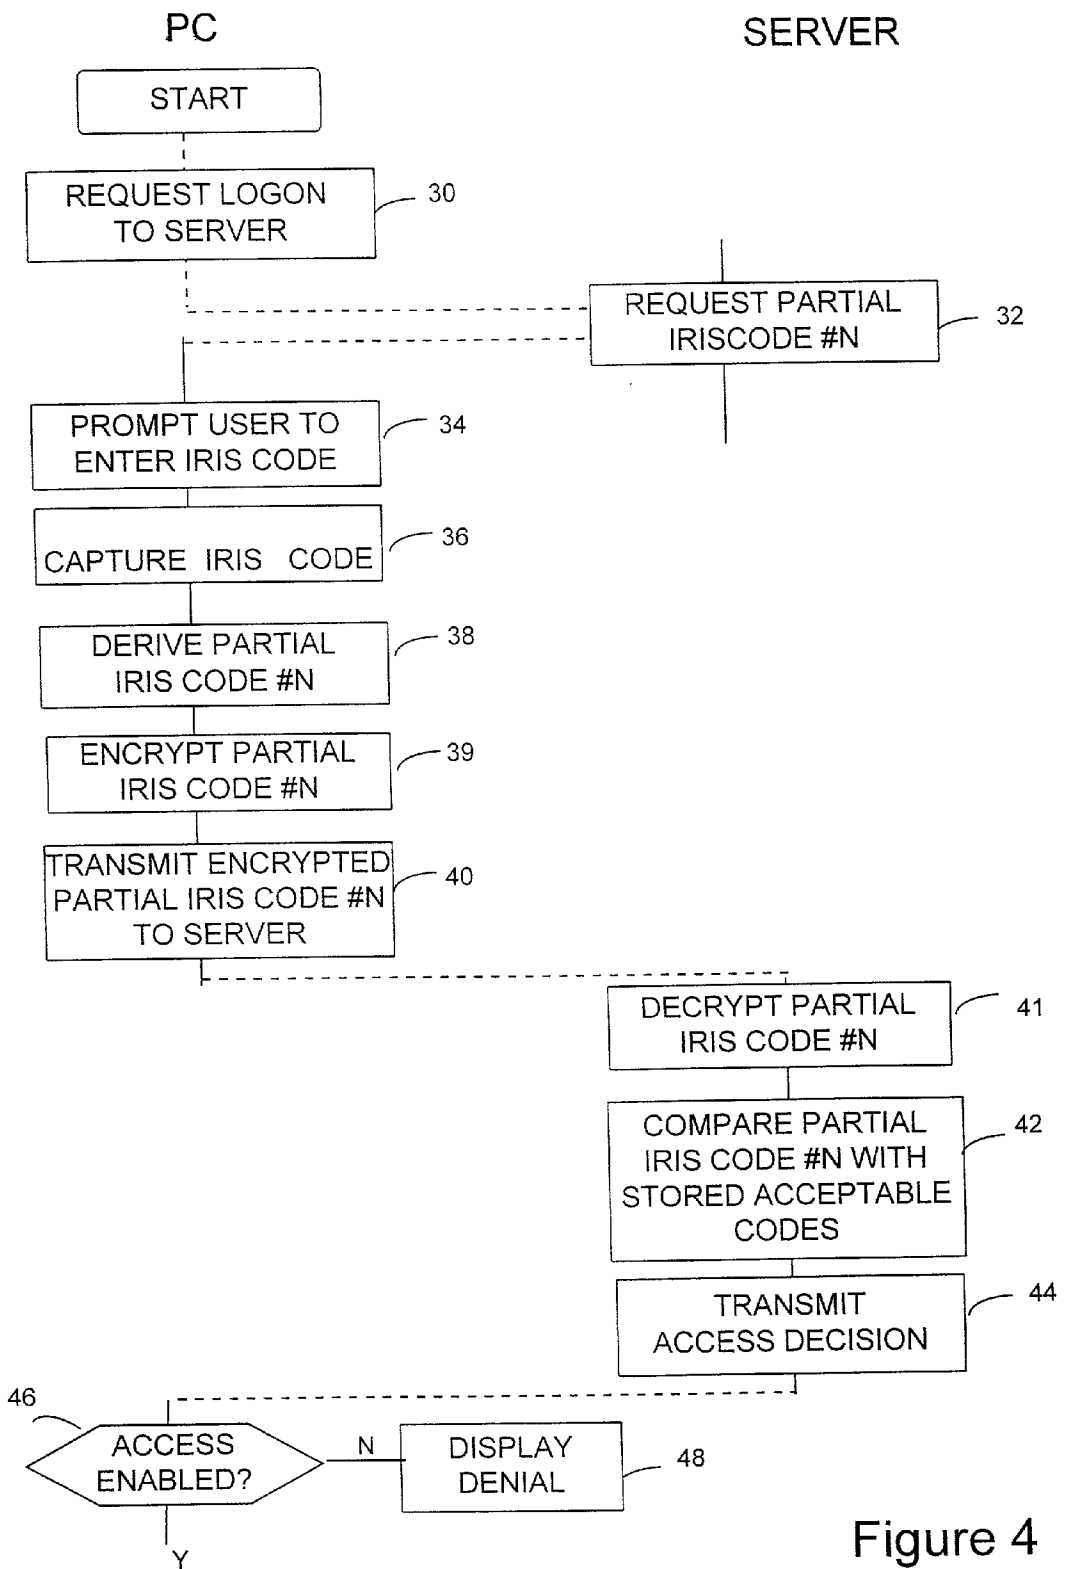 PC
SERVER
START
REQUEST LOGON
TO SERVER
30
REQUEST PARTIAL
IRISCODE #N
32
PROMPT USER TO
ENTER IRIS CODE
34
CAPTURE IRIS CODE
36
DERIVE PARTIAL
IRIS CODE #N
38
ENCRYPT PARTIAL
IRIS CODE #N
39
TRANSMIT ENCRYPTED
PARTIAL IRIS CODE #N
TO SERVER
40
DECRYPT PARTIAL
IRIS CODE #N
41
COMPARE PARTIAL
IRIS CODE #N WITH
STORED ACCEPTABLE
CODES
42
TRANSMIT
ACCESS DECISION
44
46
ACCESS
ENABLED?
N
DISPLAY
DENIAL
48
Y
Figure 4